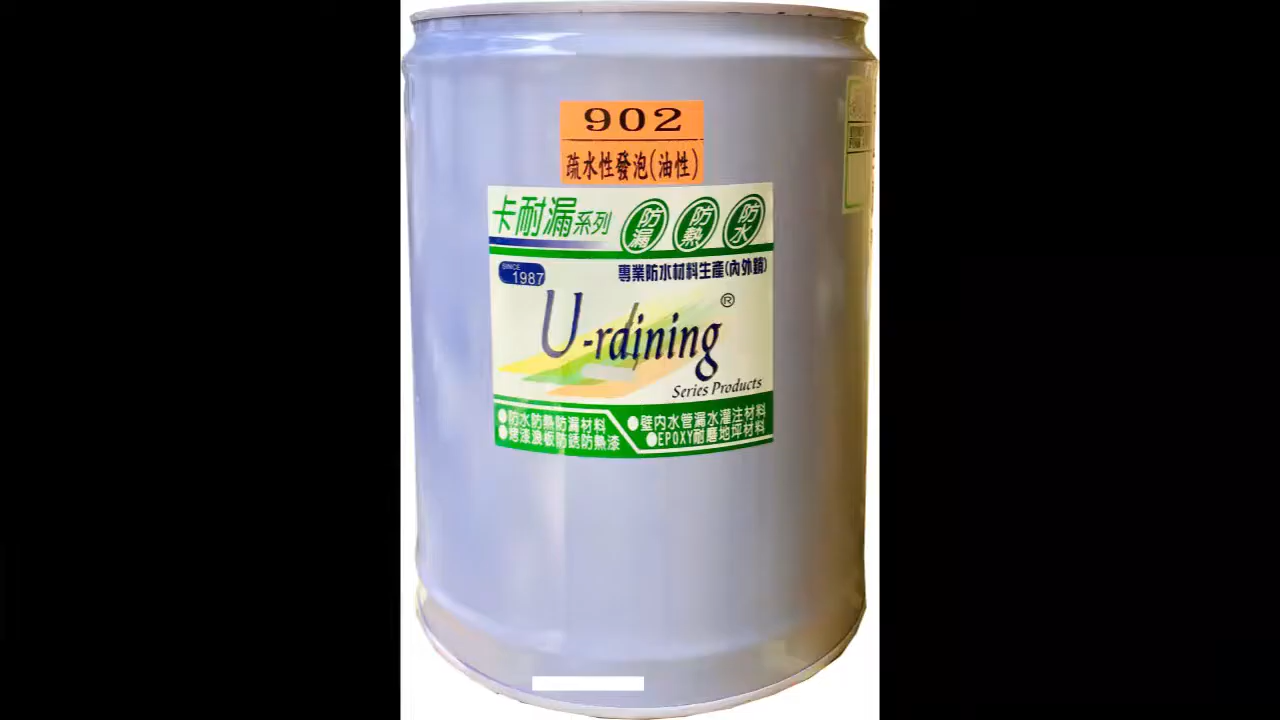 902
疏水性發泡(油性)
卡耐漏系列
防漏
防熱
防水
SINCE
1987
專業防水材料生產(內外銷)
U-raining®
Series Products
●防水防熱防漏材料
●烤漆浪板防銹防熱漆
●壁內水管漏水灌注材料
●EPOXY耐磨地坪材料